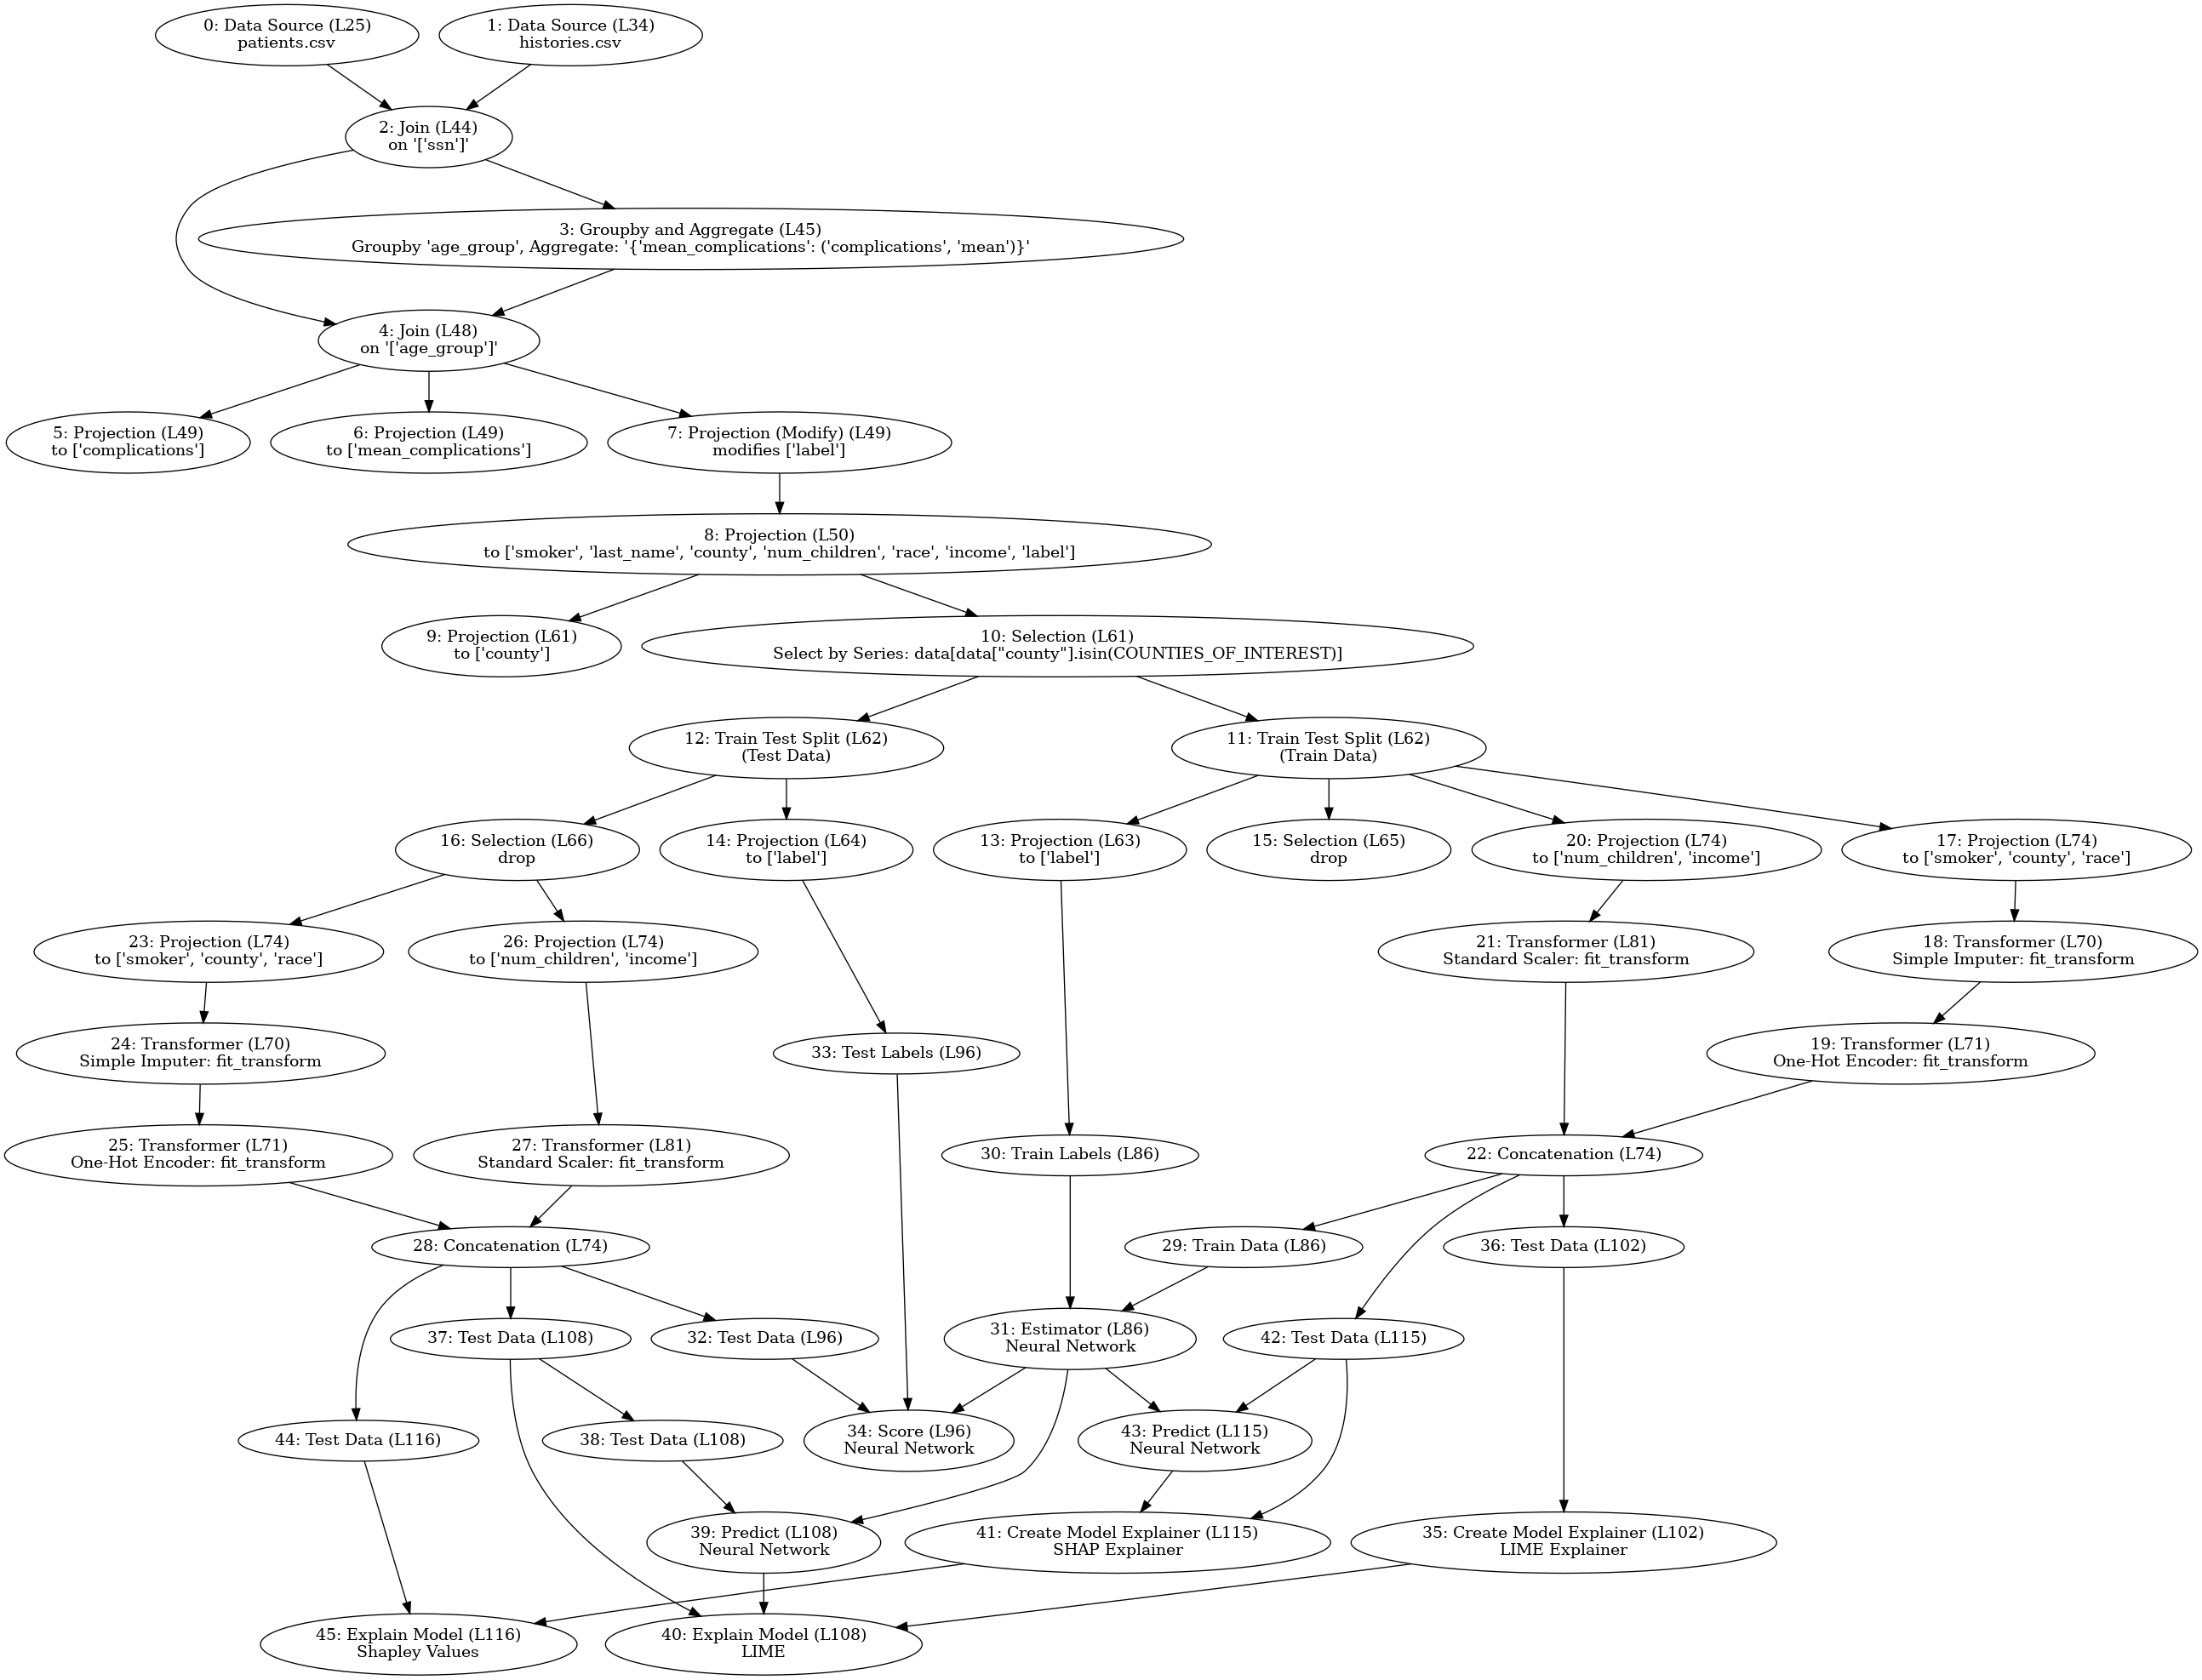 0: Data Source (L25)
patients.csv
1: Data Source (L34)
histories.csv
2: Join (L44)
on '['ssn']'
3: Groupby and Aggregate (L45)
Groupby 'age_group', Aggregate: '{'mean_complications': ('complications', 'mean')}'
4: Join (L48)
on '['age_group']'
5: Projection (L49)
to ['complications']
6: Projection (L49)
to ['mean_complications']
7: Projection (Modify) (L49)
modifies ['label']
8: Projection (L50)
to ['smoker', 'last_name', 'county', 'num_children', 'race', 'income', 'label']
9: Projection (L61)
to ['county']
10: Selection (L61)
Select by Series: data[data["county"].isin(COUNTIES_OF_INTEREST)]
12: Train Test Split (L62)
(Test Data)
11: Train Test Split (L62)
(Train Data)
16: Selection (L66)
drop
14: Projection (L64)
to ['label']
13: Projection (L63)
to ['label']
15: Selection (L65)
drop
20: Projection (L74)
to ['num_children', 'income']
17: Projection (L74)
to ['smoker', 'county', 'race']
23: Projection (L74)
to ['smoker', 'county', 'race']
26: Projection (L74)
to ['num_children', 'income']
21: Transformer (L81)
Standard Scaler: fit_transform
18: Transformer (L70)
Simple Imputer: fit_transform
24: Transformer (L70)
Simple Imputer: fit_transform
33: Test Labels (L96)
19: Transformer (L71)
One-Hot Encoder: fit_transform
25: Transformer (L71)
One-Hot Encoder: fit_transform
27: Transformer (L81)
Standard Scaler: fit_transform
30: Train Labels (L86)
22: Concatenation (L74)
28: Concatenation (L74)
29: Train Data (L86)
36: Test Data (L102)
37: Test Data (L108)
32: Test Data (L96)
31: Estimator (L86)
Neural Network
42: Test Data (L115)
44: Test Data (L116)
38: Test Data (L108)
34: Score (L96)
Neural Network
43: Predict (L115)
Neural Network
39: Predict (L108)
Neural Network
41: Create Model Explainer (L115)
SHAP Explainer
35: Create Model Explainer (L102)
LIME Explainer
45: Explain Model (L116)
Shapley Values
40: Explain Model (L108)
LIME